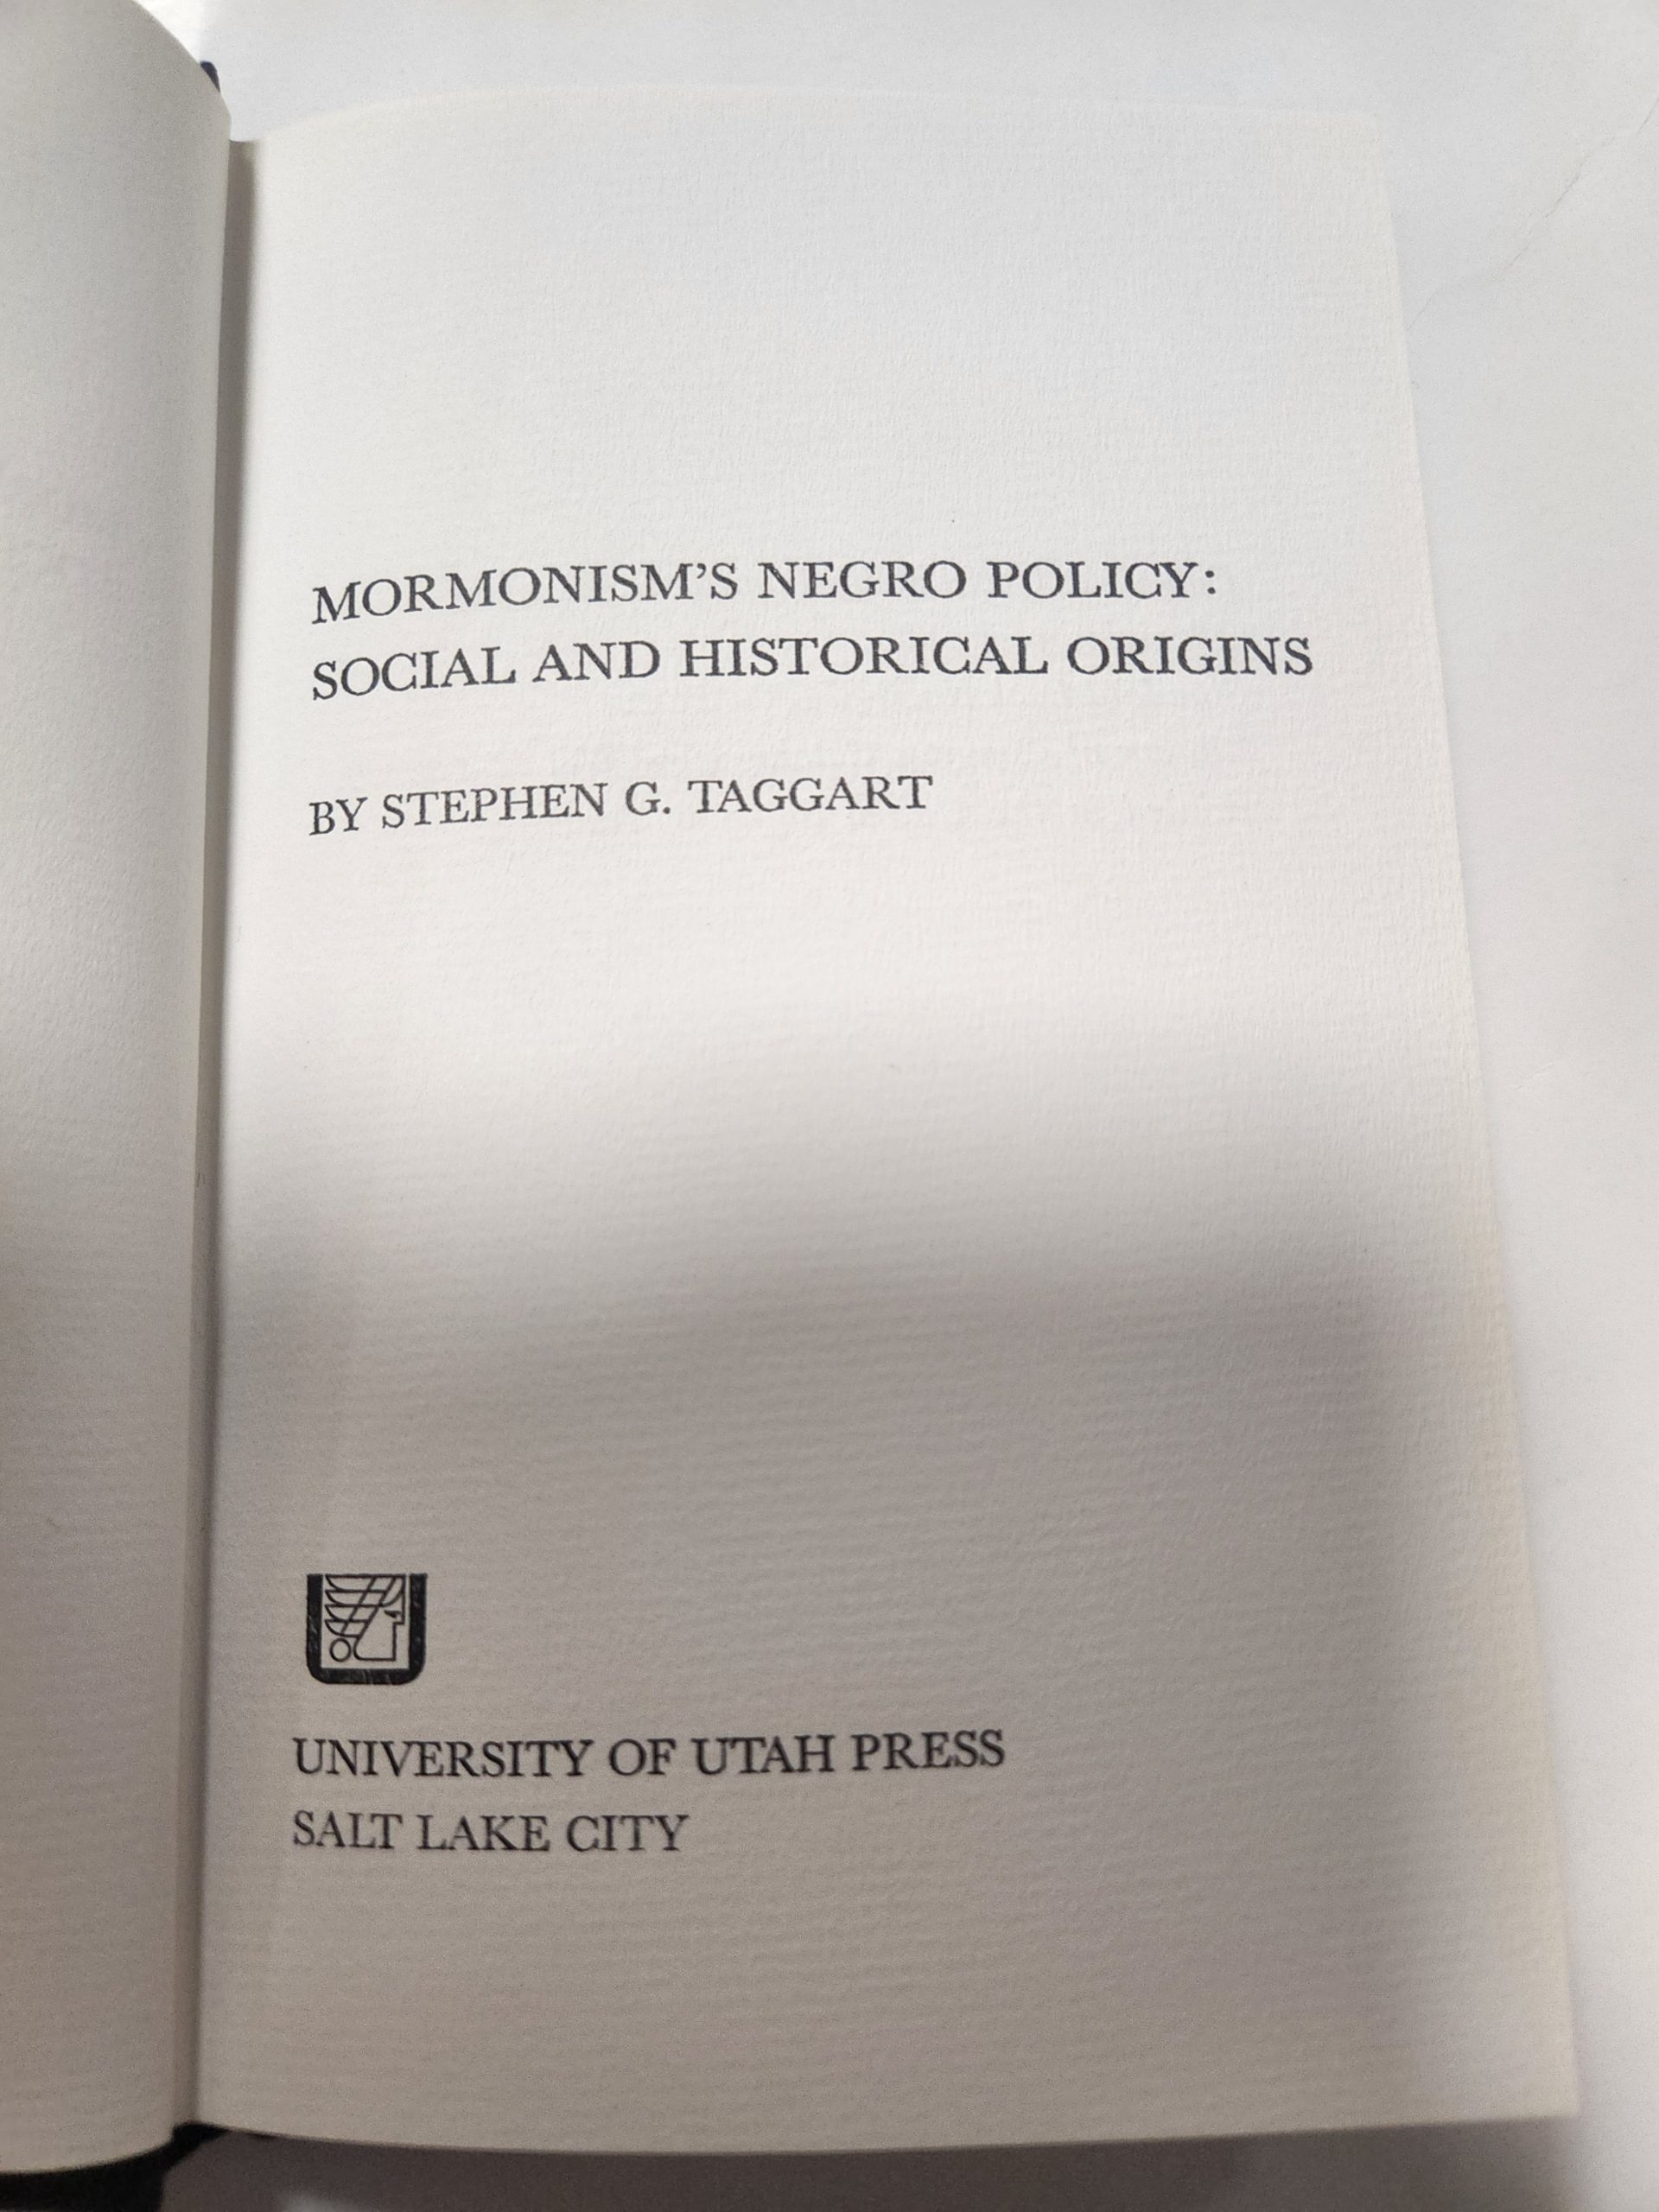 MORMONISM’S NEGRO POLICY:
SOCIAL AND HISTORICAL ORIGINS
BY STEPHEN G. TAGGART
UNIVERSITY OF UTAH PRESS
SALT LAKE CITY